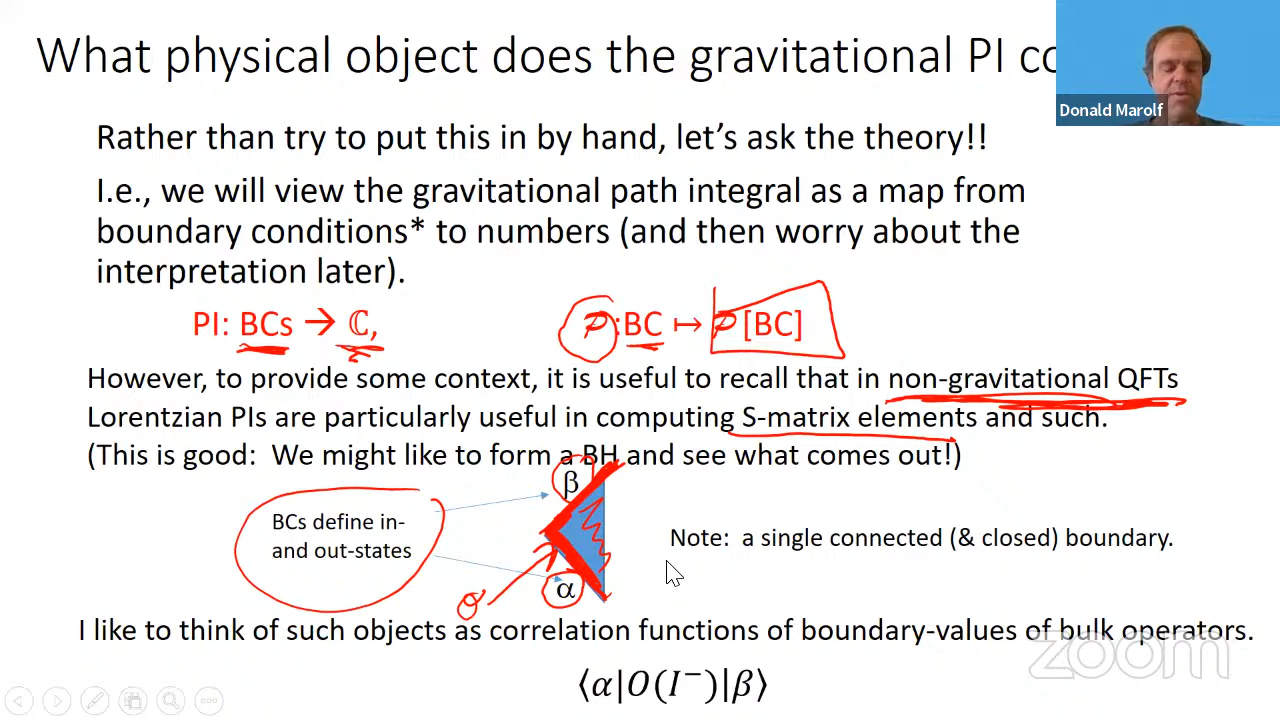 What physical object does the gravitational PI co
Donald Marolf
Rather than try to put this in by hand, let's ask the theory!!
I.e., we will view the gravitational path integral as a map from
boundary conditions* to numbers (and then worry about the
interpretation later).
PI: BCs → ℂ, 𝒫:BC ↦ 𝒫[BC]
However, to provide some context, it is useful to recall that in non-gravitational QFTs
Lorentzian PIs are particularly useful in computing S-matrix elements and such.
(This is good: We might like to form a BH and see what comes out!)
β
BCs define in-
and out-states
Note: a single connected (& closed) boundary.
α
I like to think of such objects as correlation functions of boundary-values of bulk operators.
zoom
⟨α|O(I⁻)|β⟩